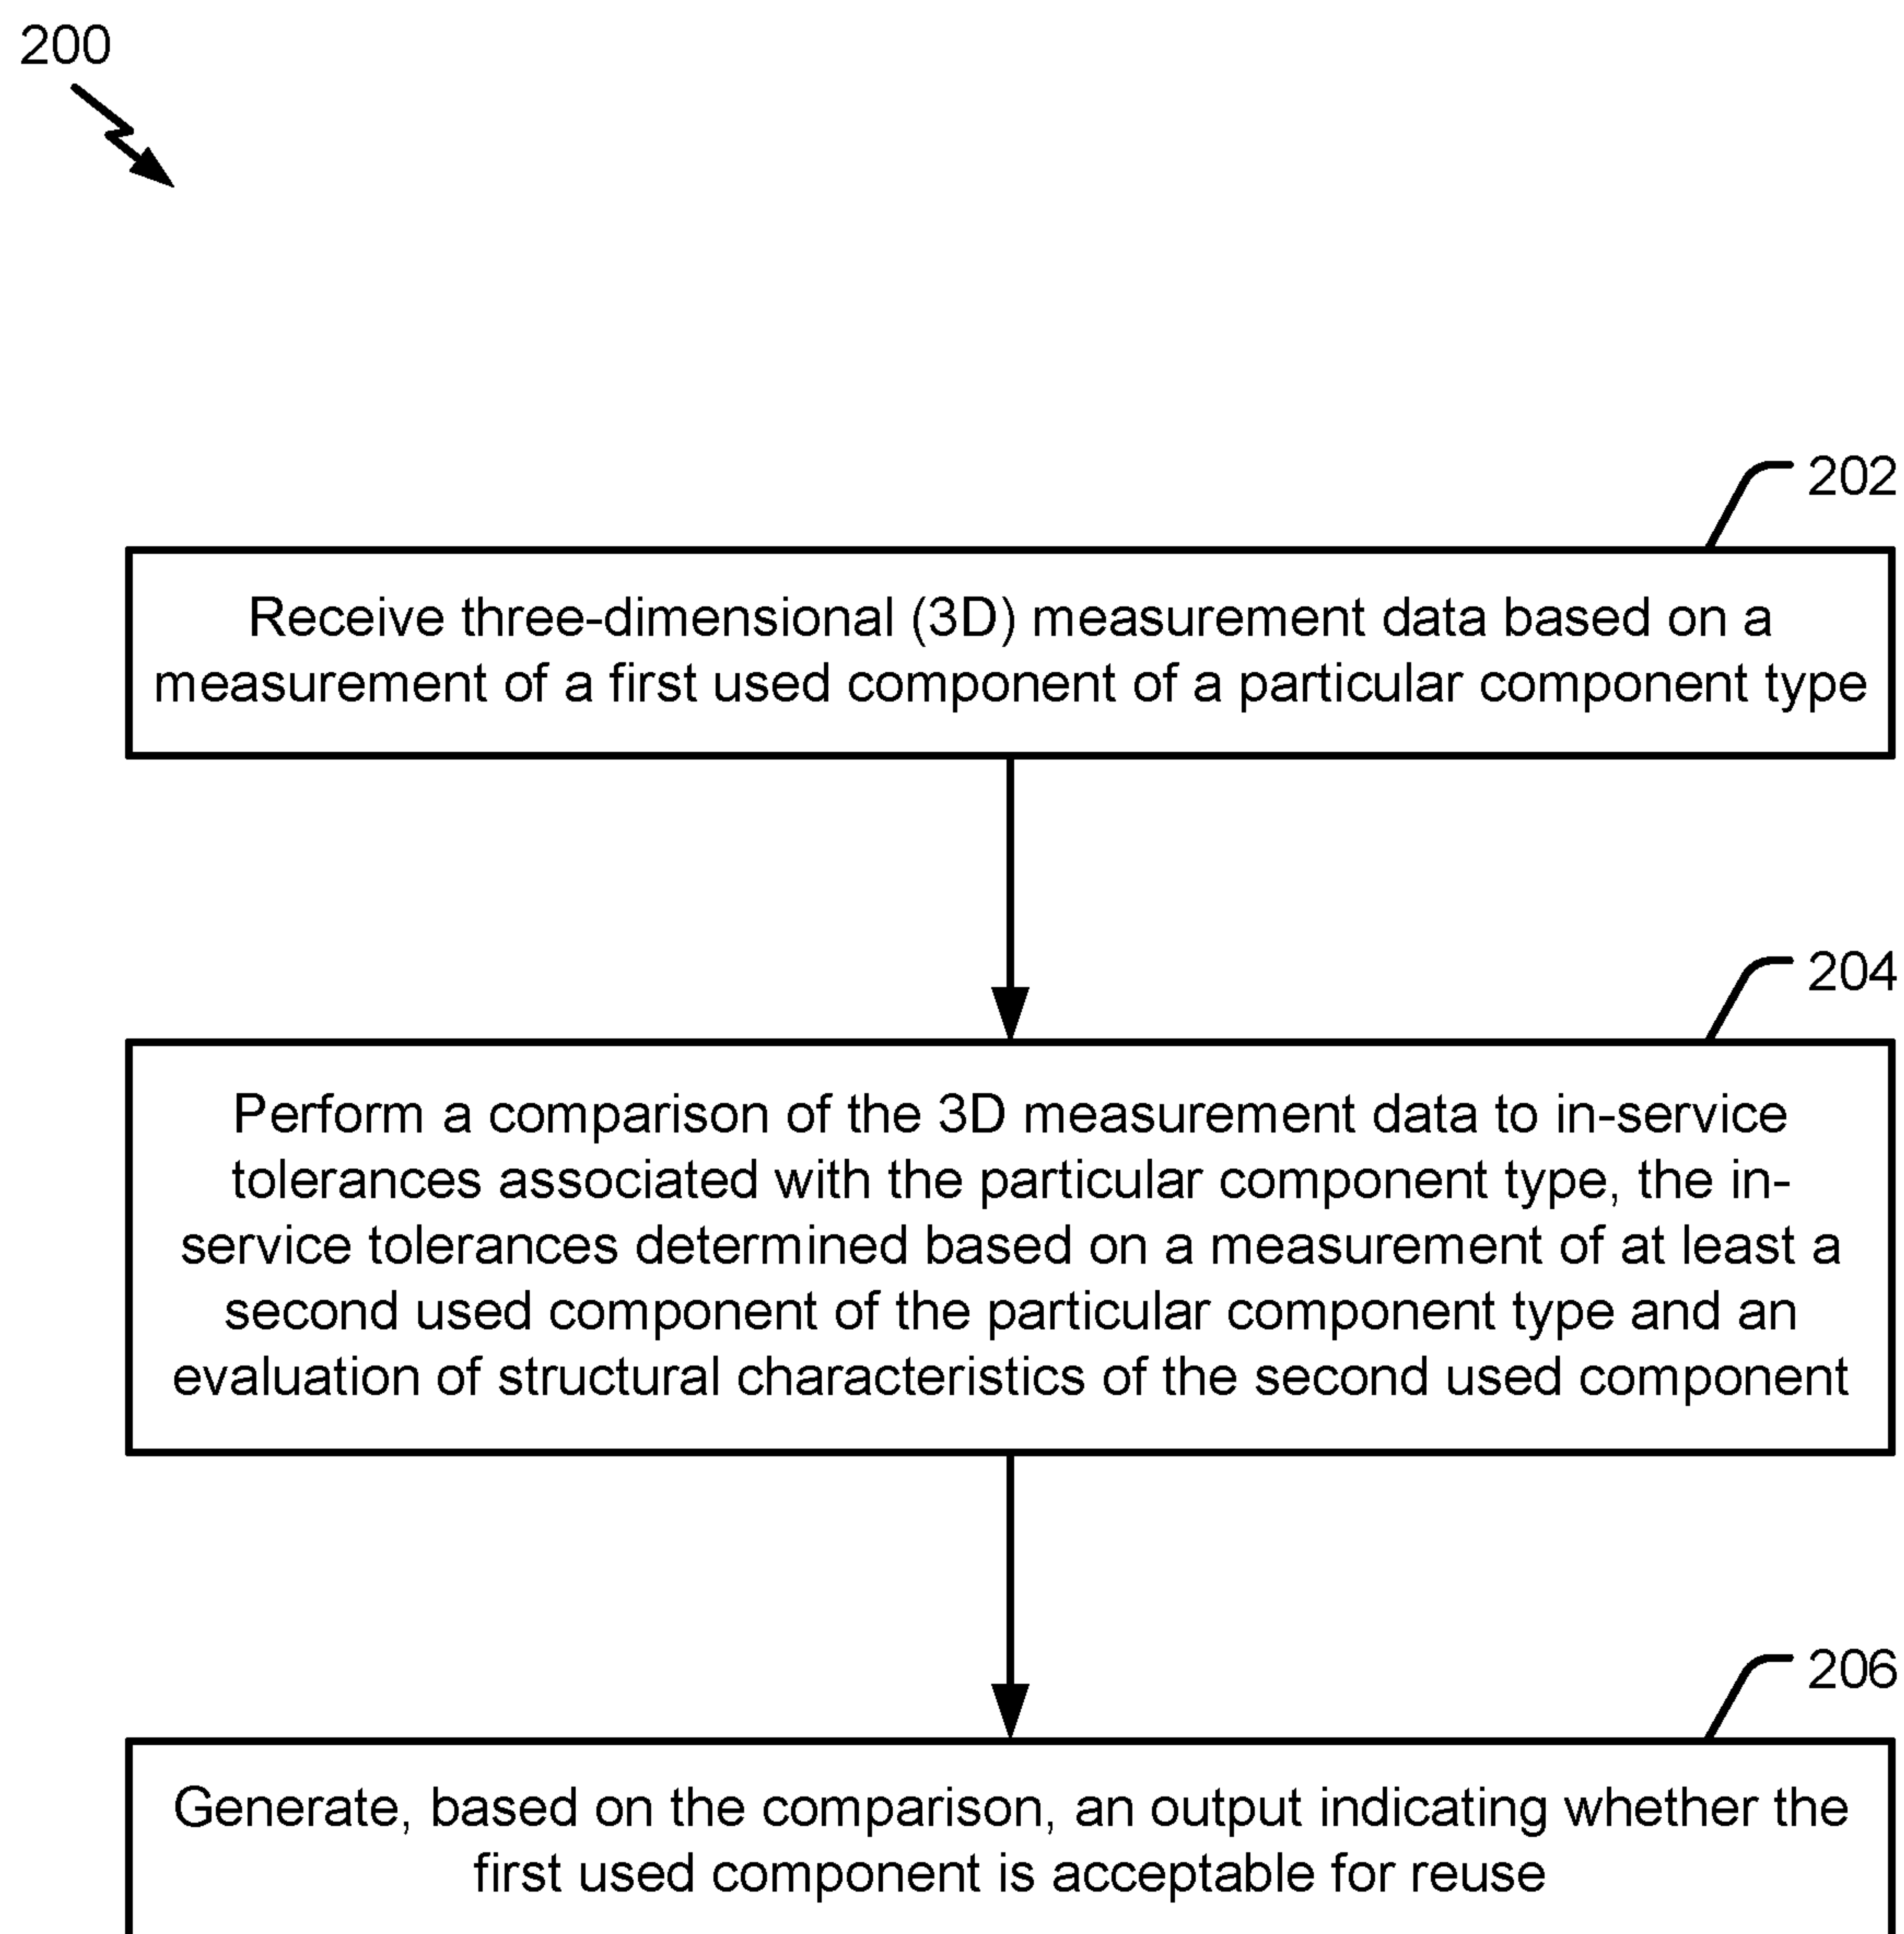 200
202
Receive three-dimensional (3D) measurement data based on a
measurement of a first used component of a particular component type
204
Perform a comparison of the 3D measurement data to in-service
tolerances associated with the particular component type, the in-
service tolerances determined based on a measurement of at least a
second used component of the particular component type and an
evaluation of structural characteristics of the second used component
206
Generate, based on the comparison, an output indicating whether the
first used component is acceptable for reuse